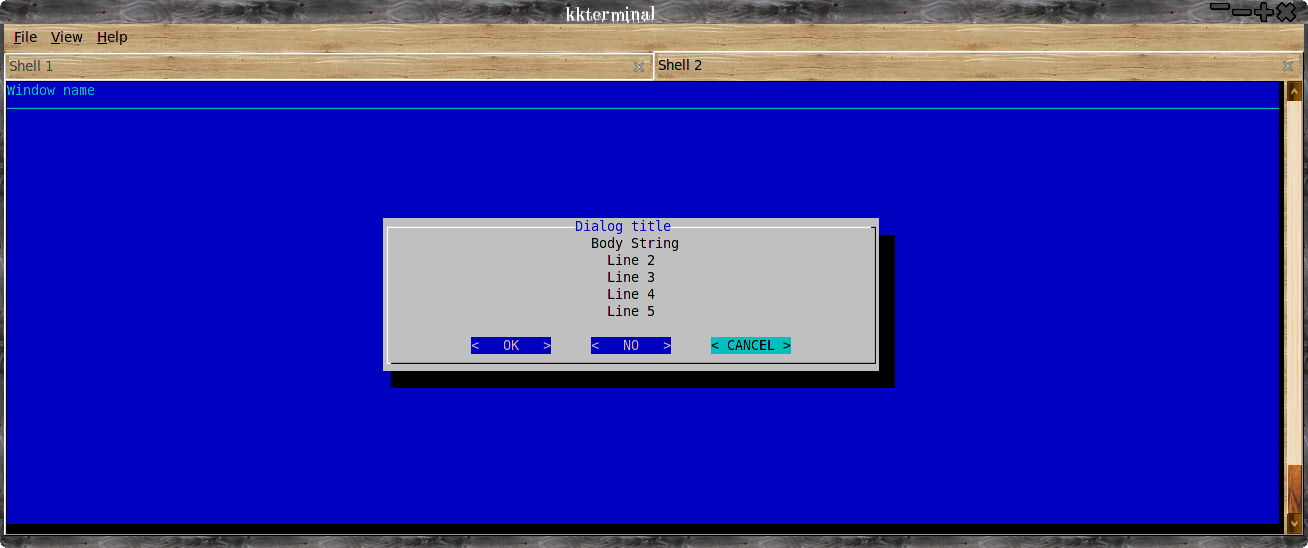 kkterminal
File View Help
Shell 1 Shell 2
Window name
Dialog title
Body String
Line 2
Line 3
Line 4
Line 5
< OK > < NO > < CANCEL >